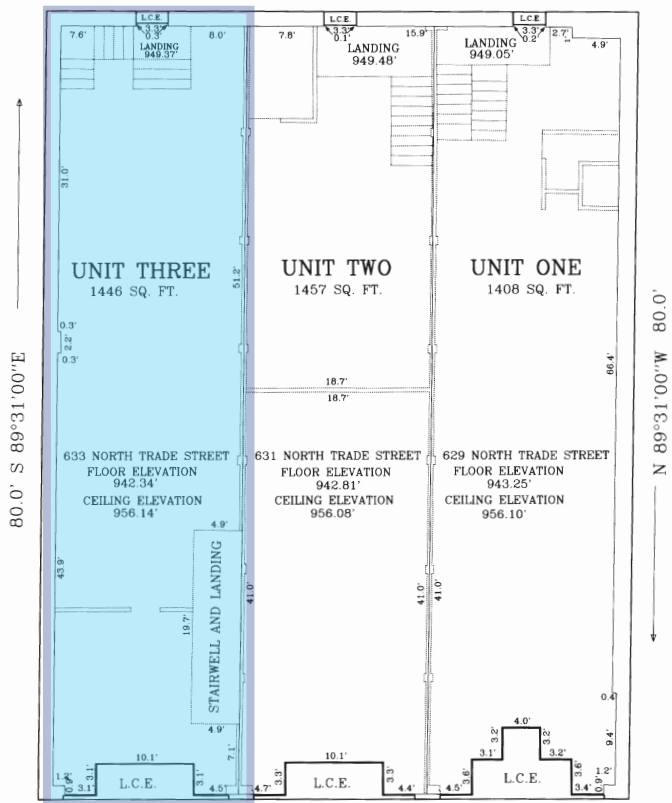 L.C.E. L.C.E. L.C.E.
7.6' 3.3' 0.3' 8.0' 7.8' 3.3' 0.1' 15.9' 3.3' 0.2' 2.7' 4.9'
LANDING
949.37'
LANDING
949.48'
LANDING
949.05'
31.0'
UNIT THREE
1446 SQ. FT.
51.2'
UNIT TWO
1457 SQ. FT.
UNIT ONE
1408 SQ. FT.
80.0' S 89°31'00"E
N 89°31'00"W 80.0'
0.3'
2.2'
0.3'
66.4'
18.7'
18.7'
633 NORTH TRADE STREET
FLOOR ELEVATION
942.34'
CEILING ELEVATION
956.14'
631 NORTH TRADE STREET
FLOOR ELEVATION
942.81'
CEILING ELEVATION
956.08'
629 NORTH TRADE STREET
FLOOR ELEVATION
943.25'
CEILING ELEVATION
956.10'
4.9'
43.9'
STAIRWELL AND LANDING
19.7'
41.0' 41.0' 41.0'
4.9'
7.1'
0.4'
9.4'
1.2' 0.9' 3.1' 3.1' 10.1' 3.1' 4.5'
L.C.E.
4.7' 3.3' 10.1' 3.3' 4.4'
L.C.E.
4.5' 3.6' 3.1' 3.2' 4.0' 3.2' 3.2' 3.6' 3.4' 0.9' 1.2'
L.C.E.